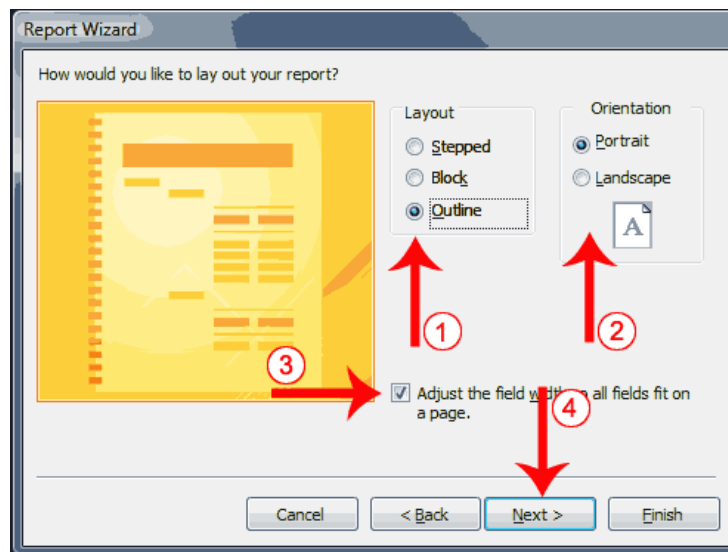 Report Wizard
How would you like to lay out your report?
Layout
Stepped
Block
Outline
1
Orientation
Portrait
Landscape
A
2
3
Adjust the field width all fields fit on
a page.
4
Cancel
< Back
Next >
Finish